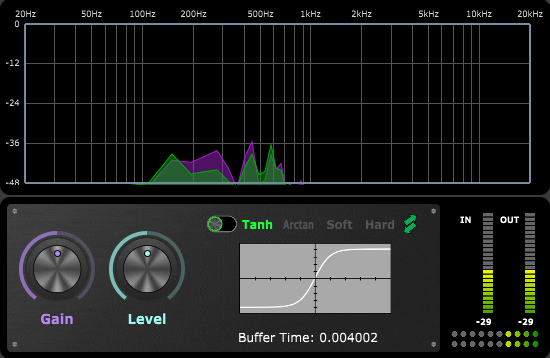 20Hz 50Hz 100Hz 200Hz 500Hz 1kHz 2kHz 5kHz 10kHz 20kHz
0
-12
-24
-36
-48
Tanh Arctan Soft Hard
IN OUT
Gain Level
-29 -29
Buffer Time: 0.004002